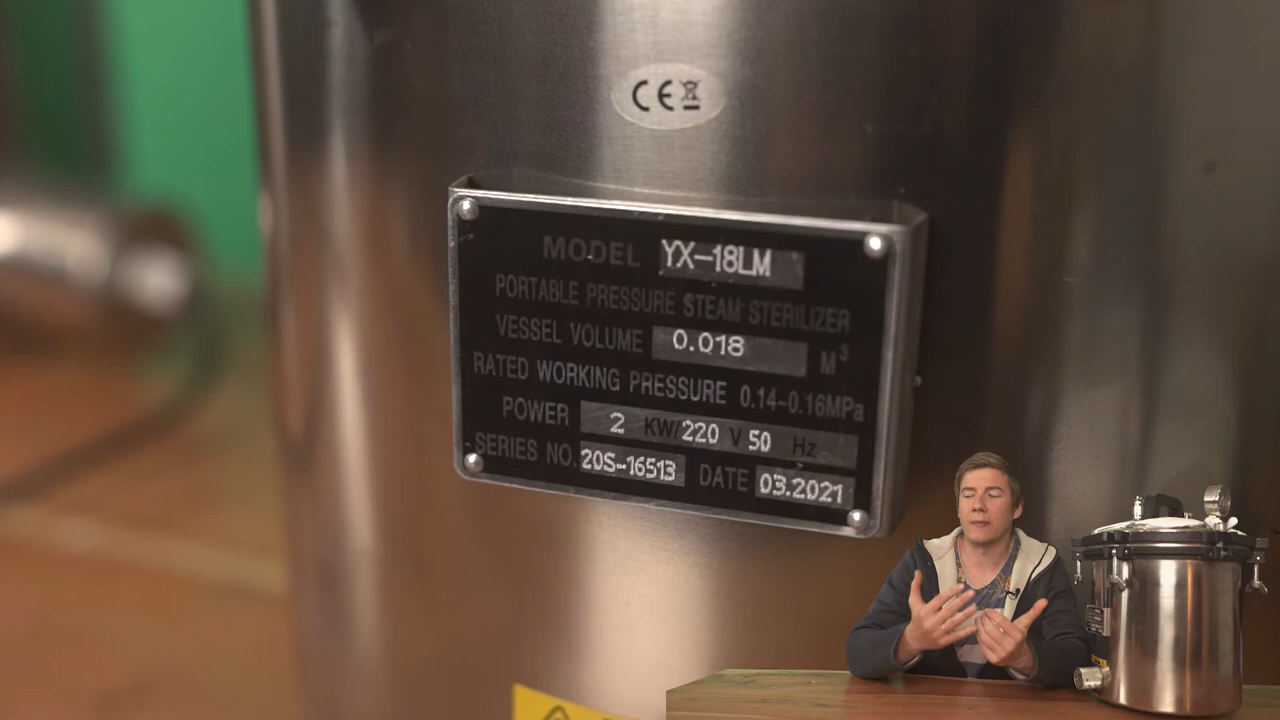 CE
MODEL YX-18LM
PORTABLE PRESSURE STEAM STERILIZER
VESSEL VOLUME 0.018 M³
RATED WORKING PRESSURE 0.14~0.16MPa
POWER 2 KW/220 V 50 Hz
SERIES NO. 20S-16513 DATE 03.2021